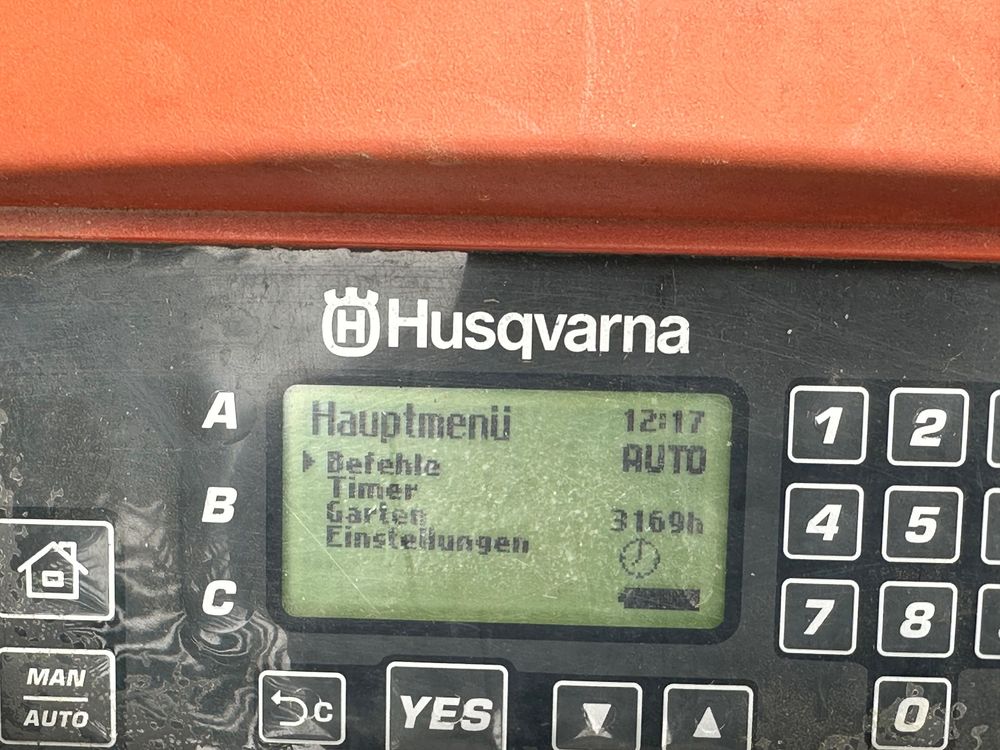 Husqvarna
A
B
C
Hauptmenü 12:17
Befehle AUTO
Timer
Garten 3169h
Einstellungen
1 2
4 5
7 8
0
MAN
AUTO
C
YES